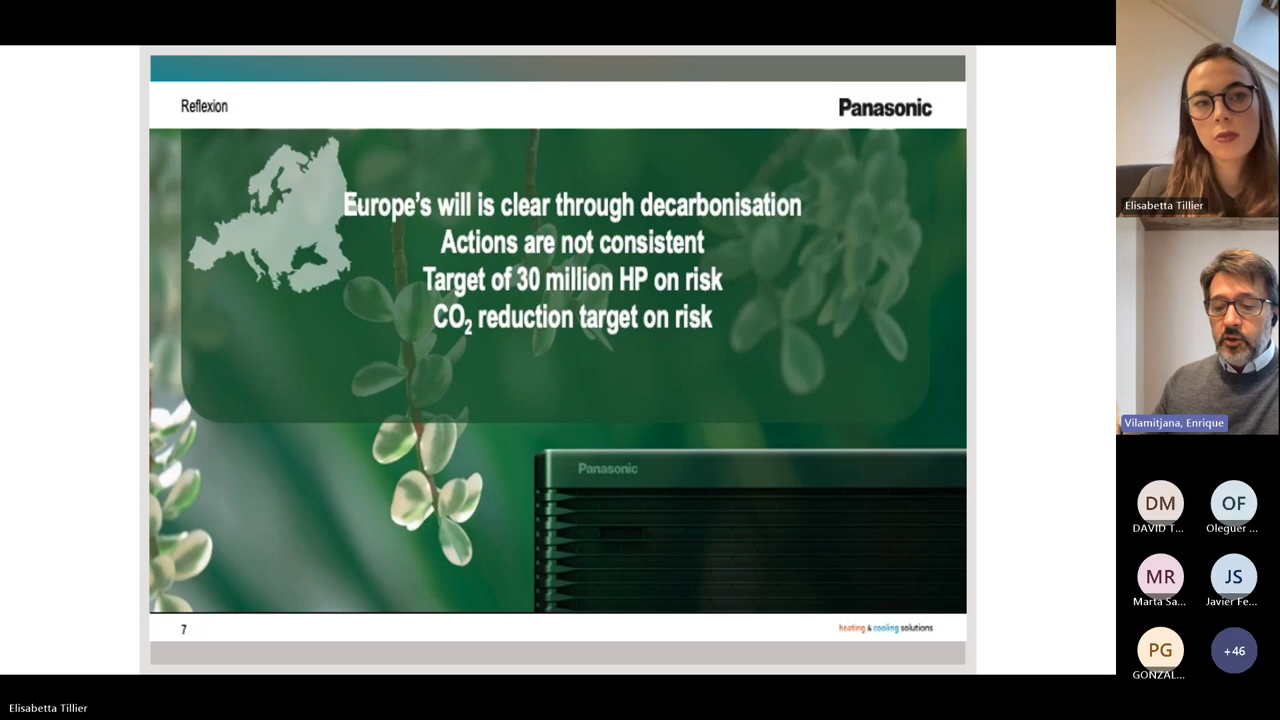 Reflexion
Panasonic
Europe's will is clear through decarbonisation
Actions are not consistent
Target of 30 million HP on risk
CO₂ reduction target on risk
Panasonic
7
heating & cooling solutions
Elisabetta Tillier
Vilamitjana, Enrique
DM
OF
DAVID T...
Oleguer ...
MR
JS
Marta Sa...
Javier Fe...
PG
+46
GONZAL...
Elisabetta Tillier